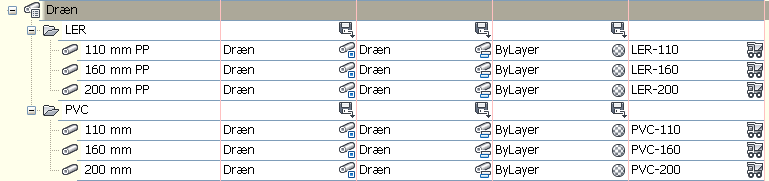 Dræn
LER
110 mm PP Dræn Dræn ByLayer LER-110
160 mm PP Dræn Dræn ByLayer LER-160
200 mm PP Dræn Dræn ByLayer LER-200
PVC
110 mm Dræn Dræn ByLayer PVC-110
160 mm Dræn Dræn ByLayer PVC-160
200 mm Dræn Dræn ByLayer PVC-200